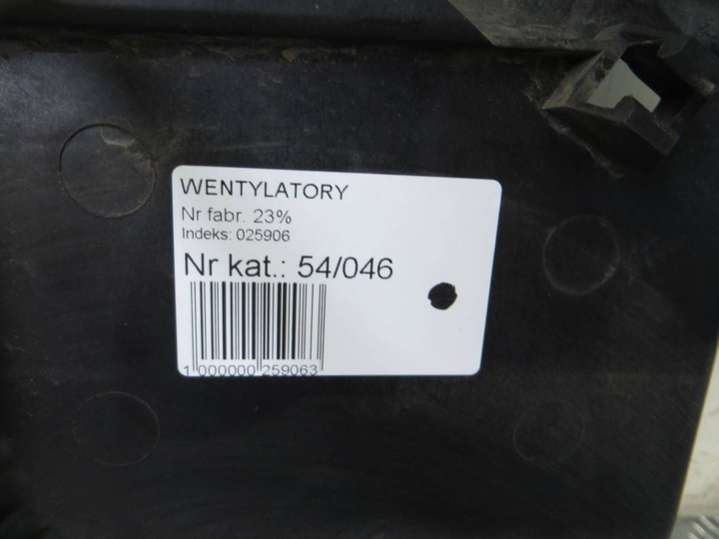 WENTYLATORY
Nr fabr. 23%
Indeks: 025906
Nr kat.: 54/046
1 000000 259063